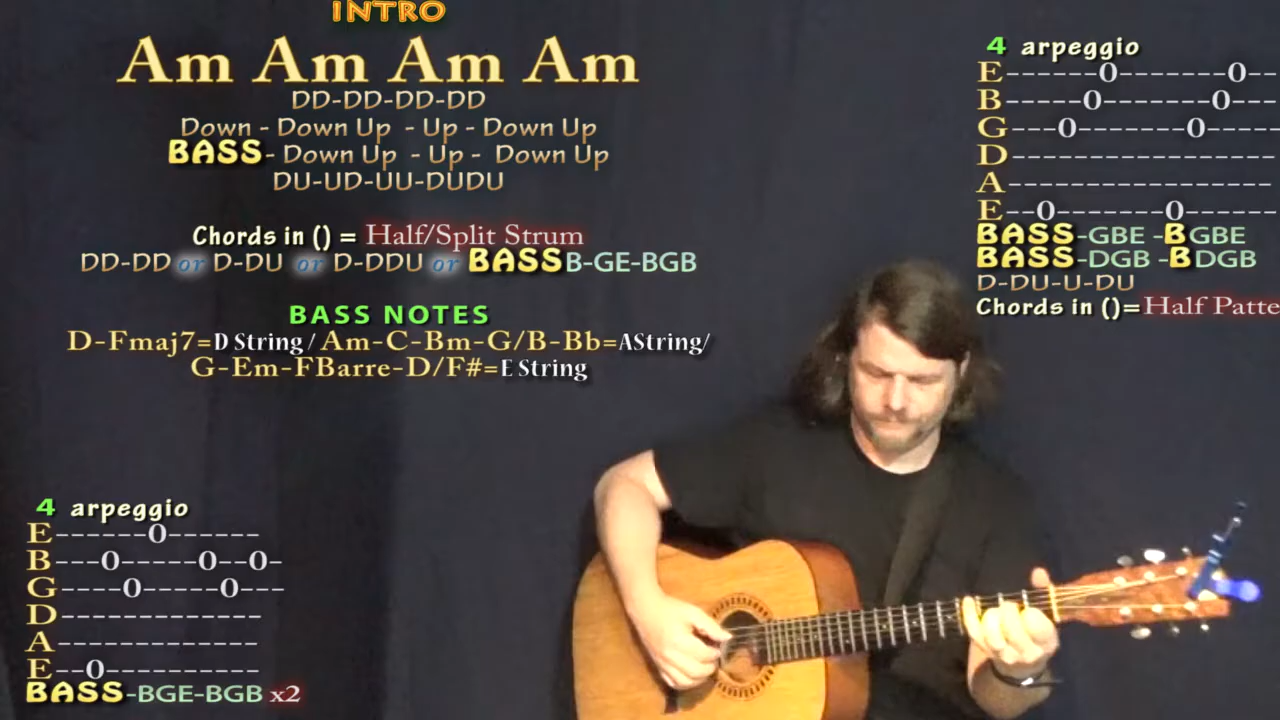 INTRO
Am Am Am Am
DD-DD-DD-DD
Down - Down Up - Up - Down Up
BASS- Down Up - Up - Down Up
DU-UD-UU-DUDU
Chords in () = Half/Split Strum
DD-DD or D-DU or D-DDU or BASSB-GE-BGB
BASS NOTES
D-Fmaj7=D String / Am-C-Bm-G/B-Bb=AString/
G-Em-FBarre-D/F#=E String
4 arpeggio
E------0-------0--
B-----0-------0---
G---0-------0----
D----------------
A----------------
E--0-------0-----
BASS-GBE -BGBE
BASS-DGB -BDGB
D-DU-U-DU
Chords in ()=Half Patte
4 arpeggio
E------0------
B---0-----0--0-
G----0-----0---
D-------------
A-------------
E--0----------
BASS-BGE-BGB x2